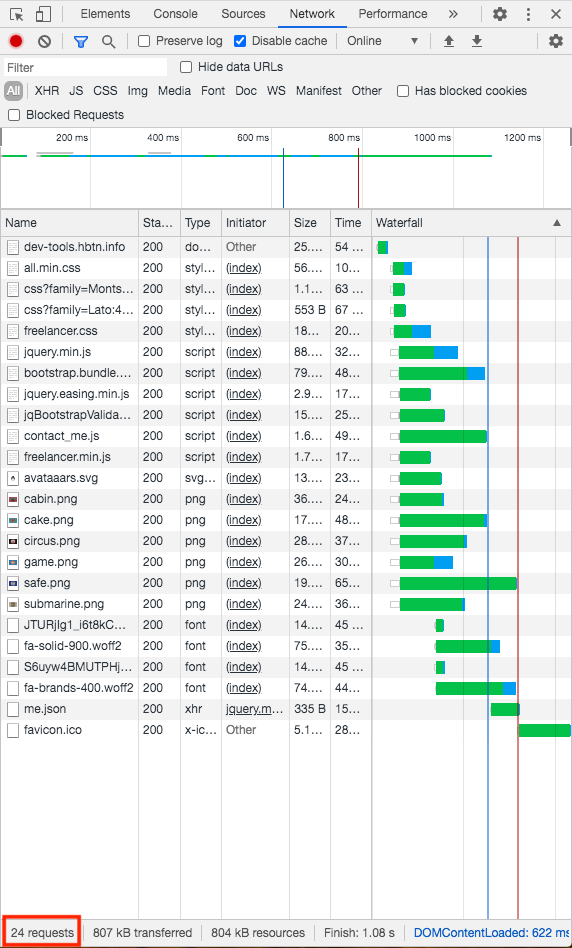 Elements Console Sources Network Performance »
Preserve log Disable cache Online
Filter Hide data URLs
All XHR JS CSS Img Media Font Doc WS Manifest Other Has blocked cookies
Blocked Requests
200 ms 400 ms 600 ms 800 ms 1000 ms 1200 ms
Name Sta... Type Initiator Size Time Waterfall
dev-tools.hbtn.info 200 do... Other 25.... 54 ...
all.min.css 200 styl... (index) 56.... 10...
css?family=Monts... 200 styl... (index) 1.1... 63 ...
css?family=Lato:4... 200 styl... (index) 553 B 67 ...
freelancer.css 200 styl... (index) 18... 20...
jquery.min.js 200 script (index) 88.... 32...
bootstrap.bundle.... 200 script (index) 79.... 48...
jquery.easing.min.js 200 script (index) 2.9... 17...
jqBootstrapValida... 200 script (index) 15.... 25...
contact_me.js 200 script (index) 1.6... 49...
freelancer.min.js 200 script (index) 1.7... 17...
avataaars.svg 200 svg... (index) 13.... 23...
cabin.png 200 png (index) 36.... 24...
cake.png 200 png (index) 17.... 48...
circus.png 200 png (index) 28.... 37...
game.png 200 png (index) 26.... 30...
safe.png 200 png (index) 19.... 65...
submarine.png 200 png (index) 24.... 36...
JTURjIg1_i6t8kC... 200 font (index) 14.... 45 ...
fa-solid-900.woff2 200 font (index) 75.... 35...
S6uyw4BMUTPHj... 200 font (index) 14.... 45 ...
fa-brands-400.woff2 200 font (index) 74.... 44...
me.json 200 xhr jquery.m... 335 B 15...
favicon.ico 200 x-ic... Other 5.1... 28...
24 requests 807 kB transferred 804 kB resources Finish: 1.08 s DOMContentLoaded: 622 ms